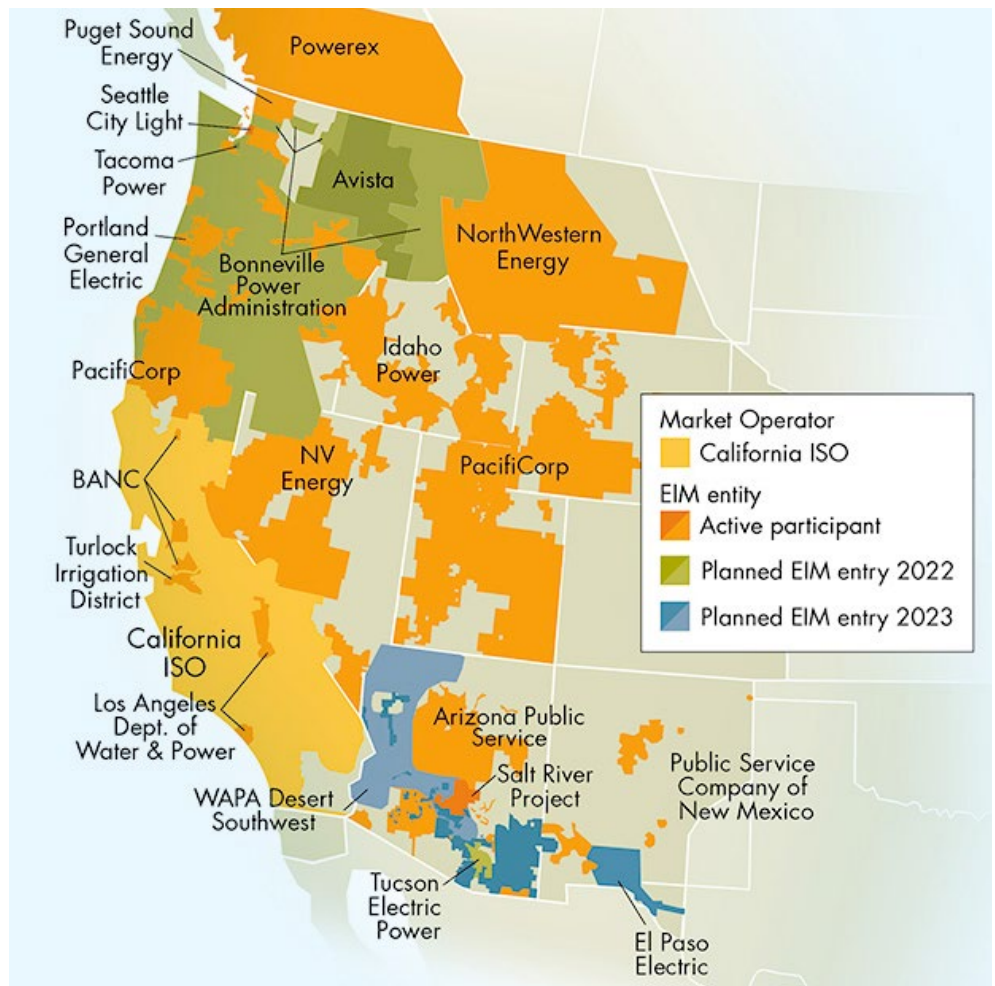 Puget Sound
Energy
Powerex
Seattle
City Light
Tacoma
Power
Avista
Portland
General
Electric
NorthWestern
Energy
Bonneville
Power
Administration
PacifiCorp
Idaho
Power
Market Operator
California ISO
EIM entity
Active participant
Planned EIM entry 2022
Planned EIM entry 2023
NV
Energy
PacifiCorp
BANC
Turlock
Irrigation
District
California
ISO
Los Angeles
Dept. of
Water & Power
Arizona Public
Service
Salt River
Project
Public Service
Company of
New Mexico
WAPA Desert
Southwest
Tucson
Electric
Power
El Paso
Electric